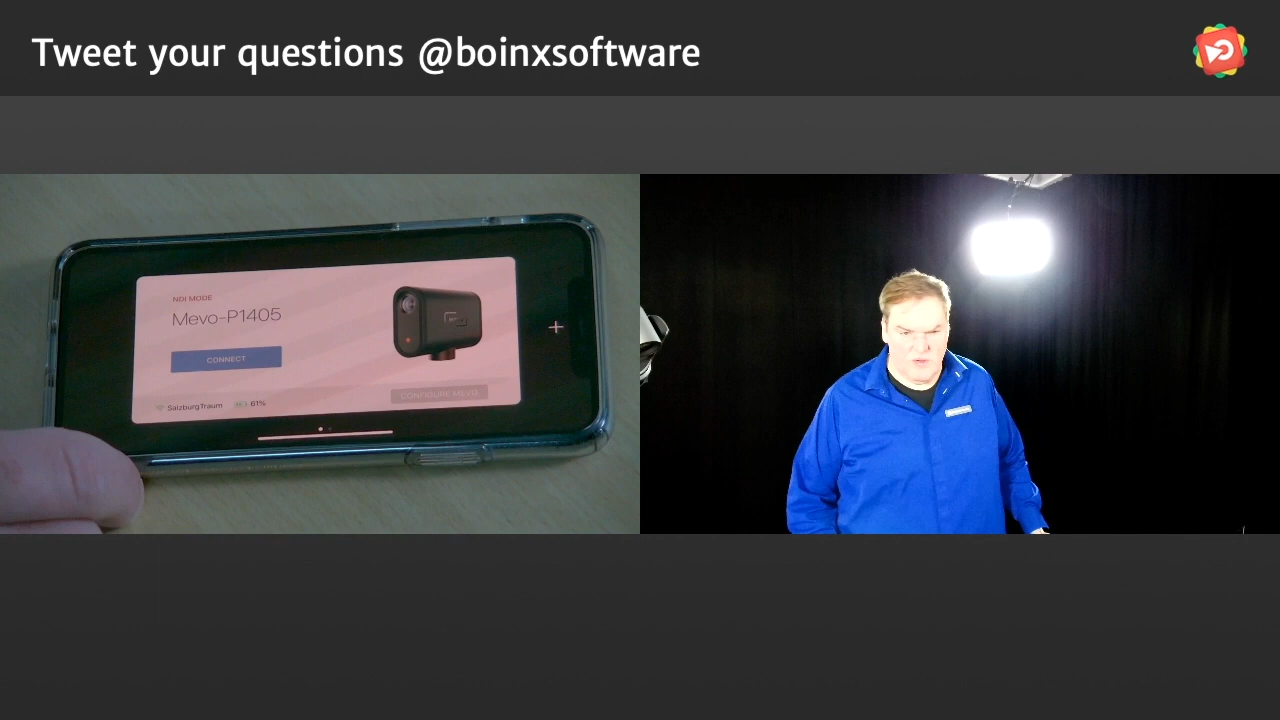 Tweet your questions @boinxsoftware
NDI MODE
Mevo-P1405
CONNECT
SalzburgTraum 61%
CONFIGURE MEVO